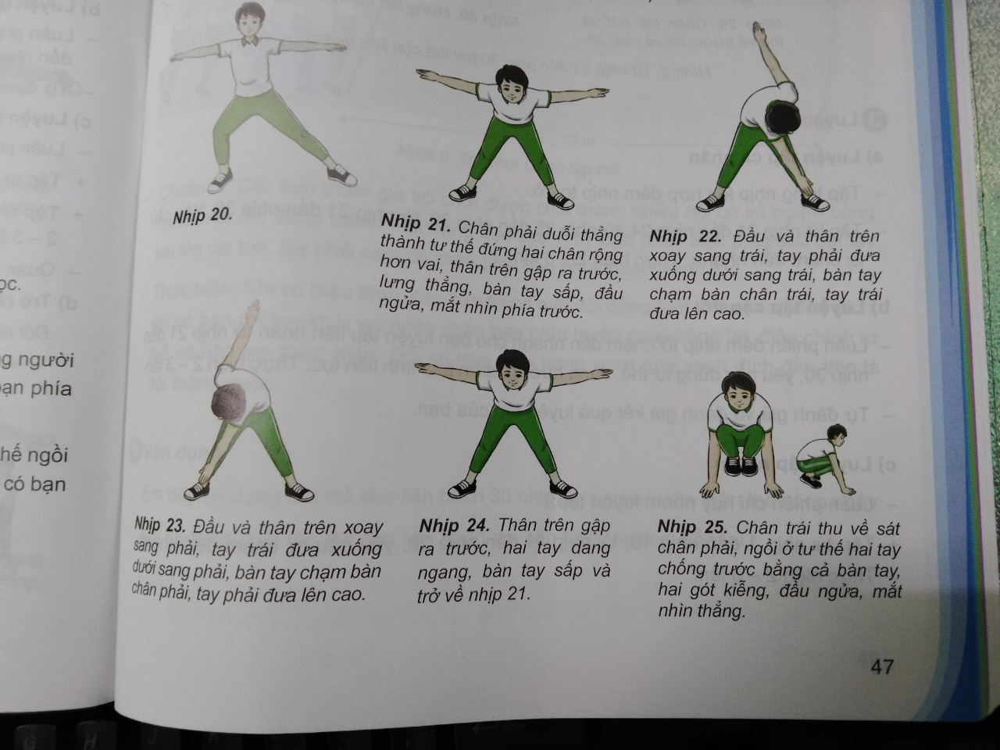 Nhịp 20.
Nhịp 21. Chân phải duỗi thẳng
thành tư thế đứng hai chân rộng
hơn vai, thân trên gập ra trước,
lưng thẳng, bàn tay sấp, đầu
ngửa, mắt nhìn phía trước.
Nhịp 22. Đầu và thân trên
xoay sang trái, tay phải đưa
xuống dưới sang trái, bàn tay
chạm bàn chân trái, tay trái
đưa lên cao.
Nhịp 23. Đầu và thân trên xoay
sang phải, tay trái đưa xuống
dưới sang phải, bàn tay chạm bàn
chân phải, tay phải đưa lên cao.
Nhịp 24. Thân trên gập
ra trước, hai tay dang
ngang, bàn tay sấp và
trở về nhịp 21.
Nhịp 25. Chân trái thu về sát
chân phải, ngồi ở tư thế hai tay
chống trước bằng cả bàn tay,
hai gót kiễng, đầu ngửa, mắt
nhìn thẳng.
47
người
phía
ngồi
có bạn
G
H
J
K